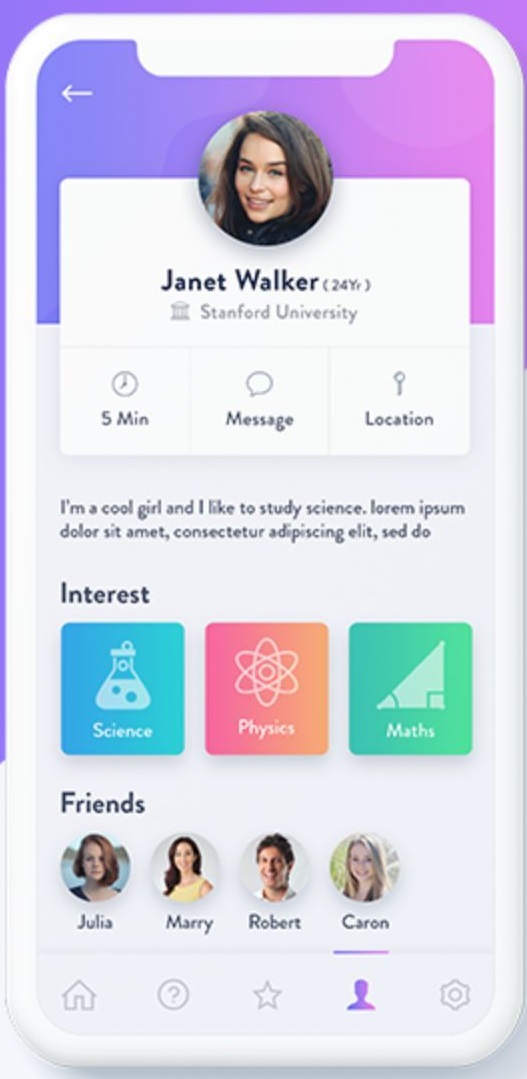 Janet Walker ( 24Yr )
Stanford University
5 Min
Message
Location
I'm a cool girl and I like to study science. lorem ipsum
dolor sit amet, consectetur adipiscing elit, sed do
Interest
Science
Physics
Maths
Friends
Julia
Marry
Robert
Caron